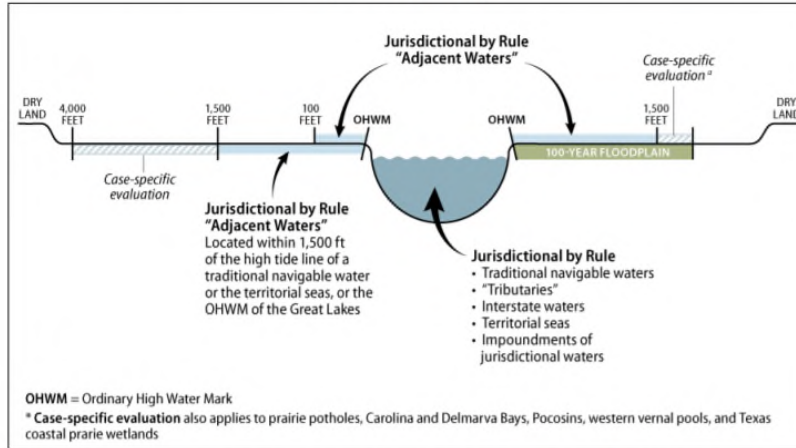 Jurisdictional by Rule
"Adjacent Waters"
Case-specific
evaluation a
DRY
LAND
4,000
FEET
1,500
FEET
100
FEET
OHWM
OHWM
1,500
FEET
DRY
LAND
100-YEAR FLOODPLAIN
Case-specific
evaluation
Jurisdictional by Rule
"Adjacent Waters"
Located within 1,500 ft
of the high tide line of a
traditional navigable water
or the territorial seas, or the
OHWM of the Great Lakes
Jurisdictional by Rule
• Traditional navigable waters
• "Tributaries"
• Interstate waters
• Territorial seas
• Impoundments of
jurisdictional waters
OHWM = Ordinary High Water Mark
a Case-specific evaluation also applies to prairie potholes, Carolina and Delmarva Bays, Pocosins, western vernal pools, and Texas
coastal prarie wetlands